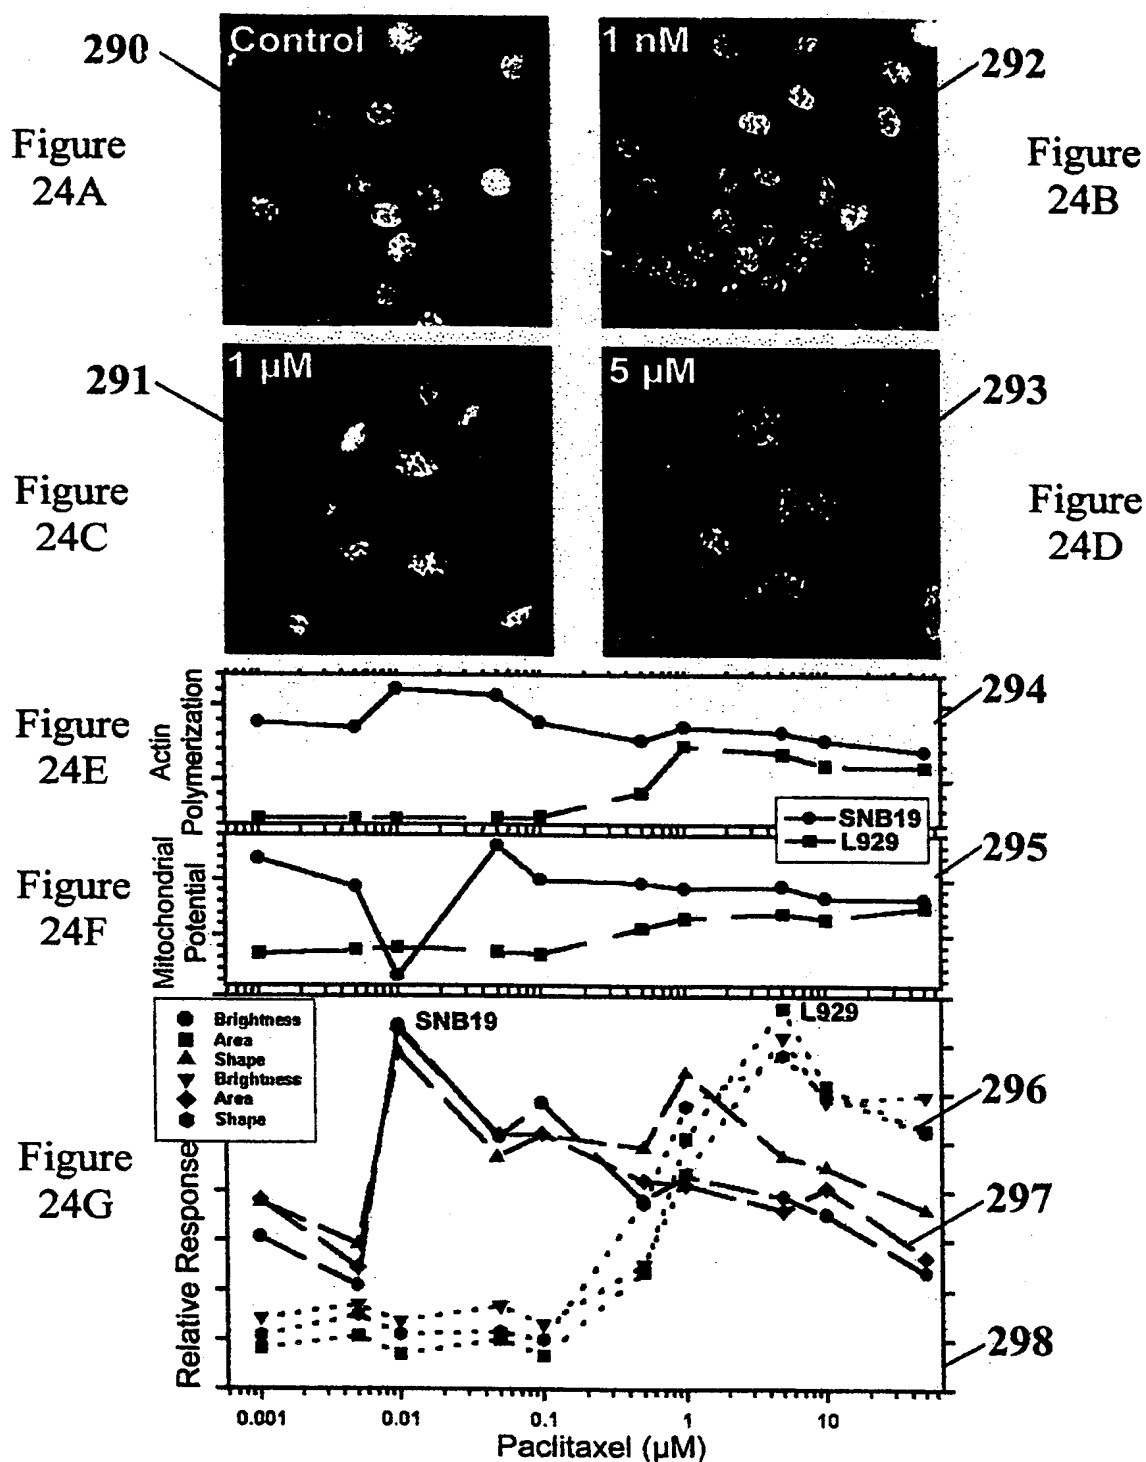 290
Control
1 nM
292
Figure
24A
Figure
24B
291
1 µM
5 µM
293
Figure
24C
Figure
24D
Figure
24E
Actin
Polymerization
294
SNB19
L929
Figure
24F
Mitochondrial
Potential
295
Brightness
Area
Shape
Brightness
Area
Shape
SNB19
L929
296
Figure
24G
Relative Response
297
298
0.001
0.01
0.1
1
10
Paclitaxel (µM)